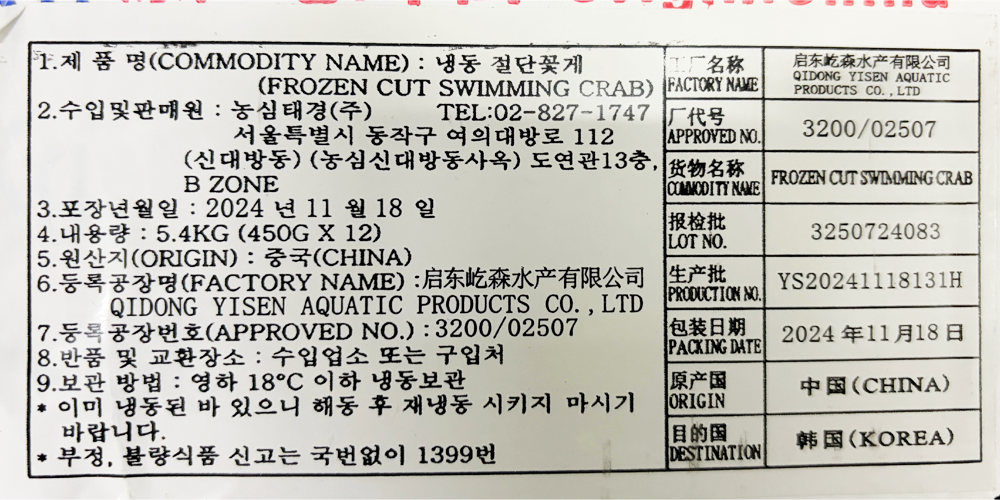 1.제 품 명(COMMODITY NAME) : 냉동 절단꽃게
(FROZEN CUT SWIMMING CRAB)
2.수입및판매원 : 농심태경(주) TEL:02-827-1747
서울특별시 동작구 여의대방로 112
(신대방동) (농심신대방동사옥) 도연관13층,
B ZONE
3.포장년월일 : 2024 년 11 월 18 일
4.내용량 : 5.4KG (450G X 12)
5.원산지(ORIGIN) : 중국(CHINA)
6.등록공장명(FACTORY NAME) :启东屹森水产有限公司
QIDONG YISEN AQUATIC PRODUCTS CO.,LTD
7.등록공장번호(APPROVED NO.) : 3200/02507
8.반품 및 교환장소 : 수입업소 또는 구입처
9.보관 방법 : 영하 18°C 이하 냉동보관
* 이미 냉동된 바 있으니 해동 후 재냉동 시키지 마시기
바랍니다.
* 부정, 불량식품 신고는 국번없이 1399번
工厂名称
FACTORY NAME
启东屹森水产有限公司
QIDONG YISEN AQUATIC
PRODUCTS CO.,LTD
厂代号
APPROVED NO.
3200/02507
货物名称
COMMODITY NAME
FROZEN CUT SWIMMING CRAB
报检批
LOT NO.
3250724083
生产批
PRODUCTION NO.
YS20241118131H
包装日期
PACKING DATE
2024 年11月18日
原产国
ORIGIN
中国(CHINA)
目的国
DESTINATION
韩国(KOREA)